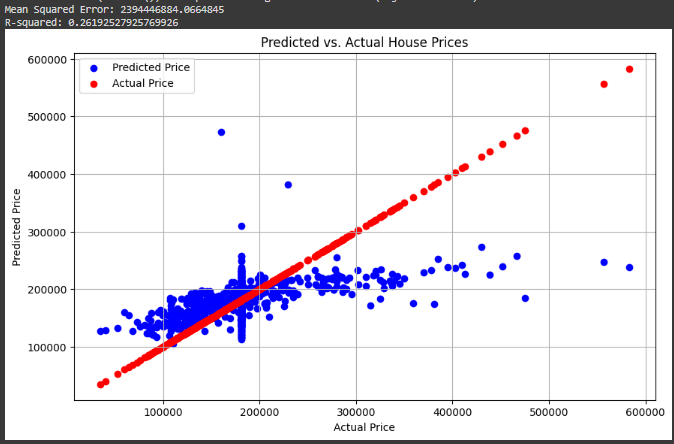 Mean Squared Error: 2394446884.0664845
R-squared: 0.26192527925769926
Predicted vs. Actual House Prices
Predicted Price
Actual Price
600000
500000
400000
300000
200000
100000
Predicted Price
100000 200000 300000 400000 500000 600000
Actual Price